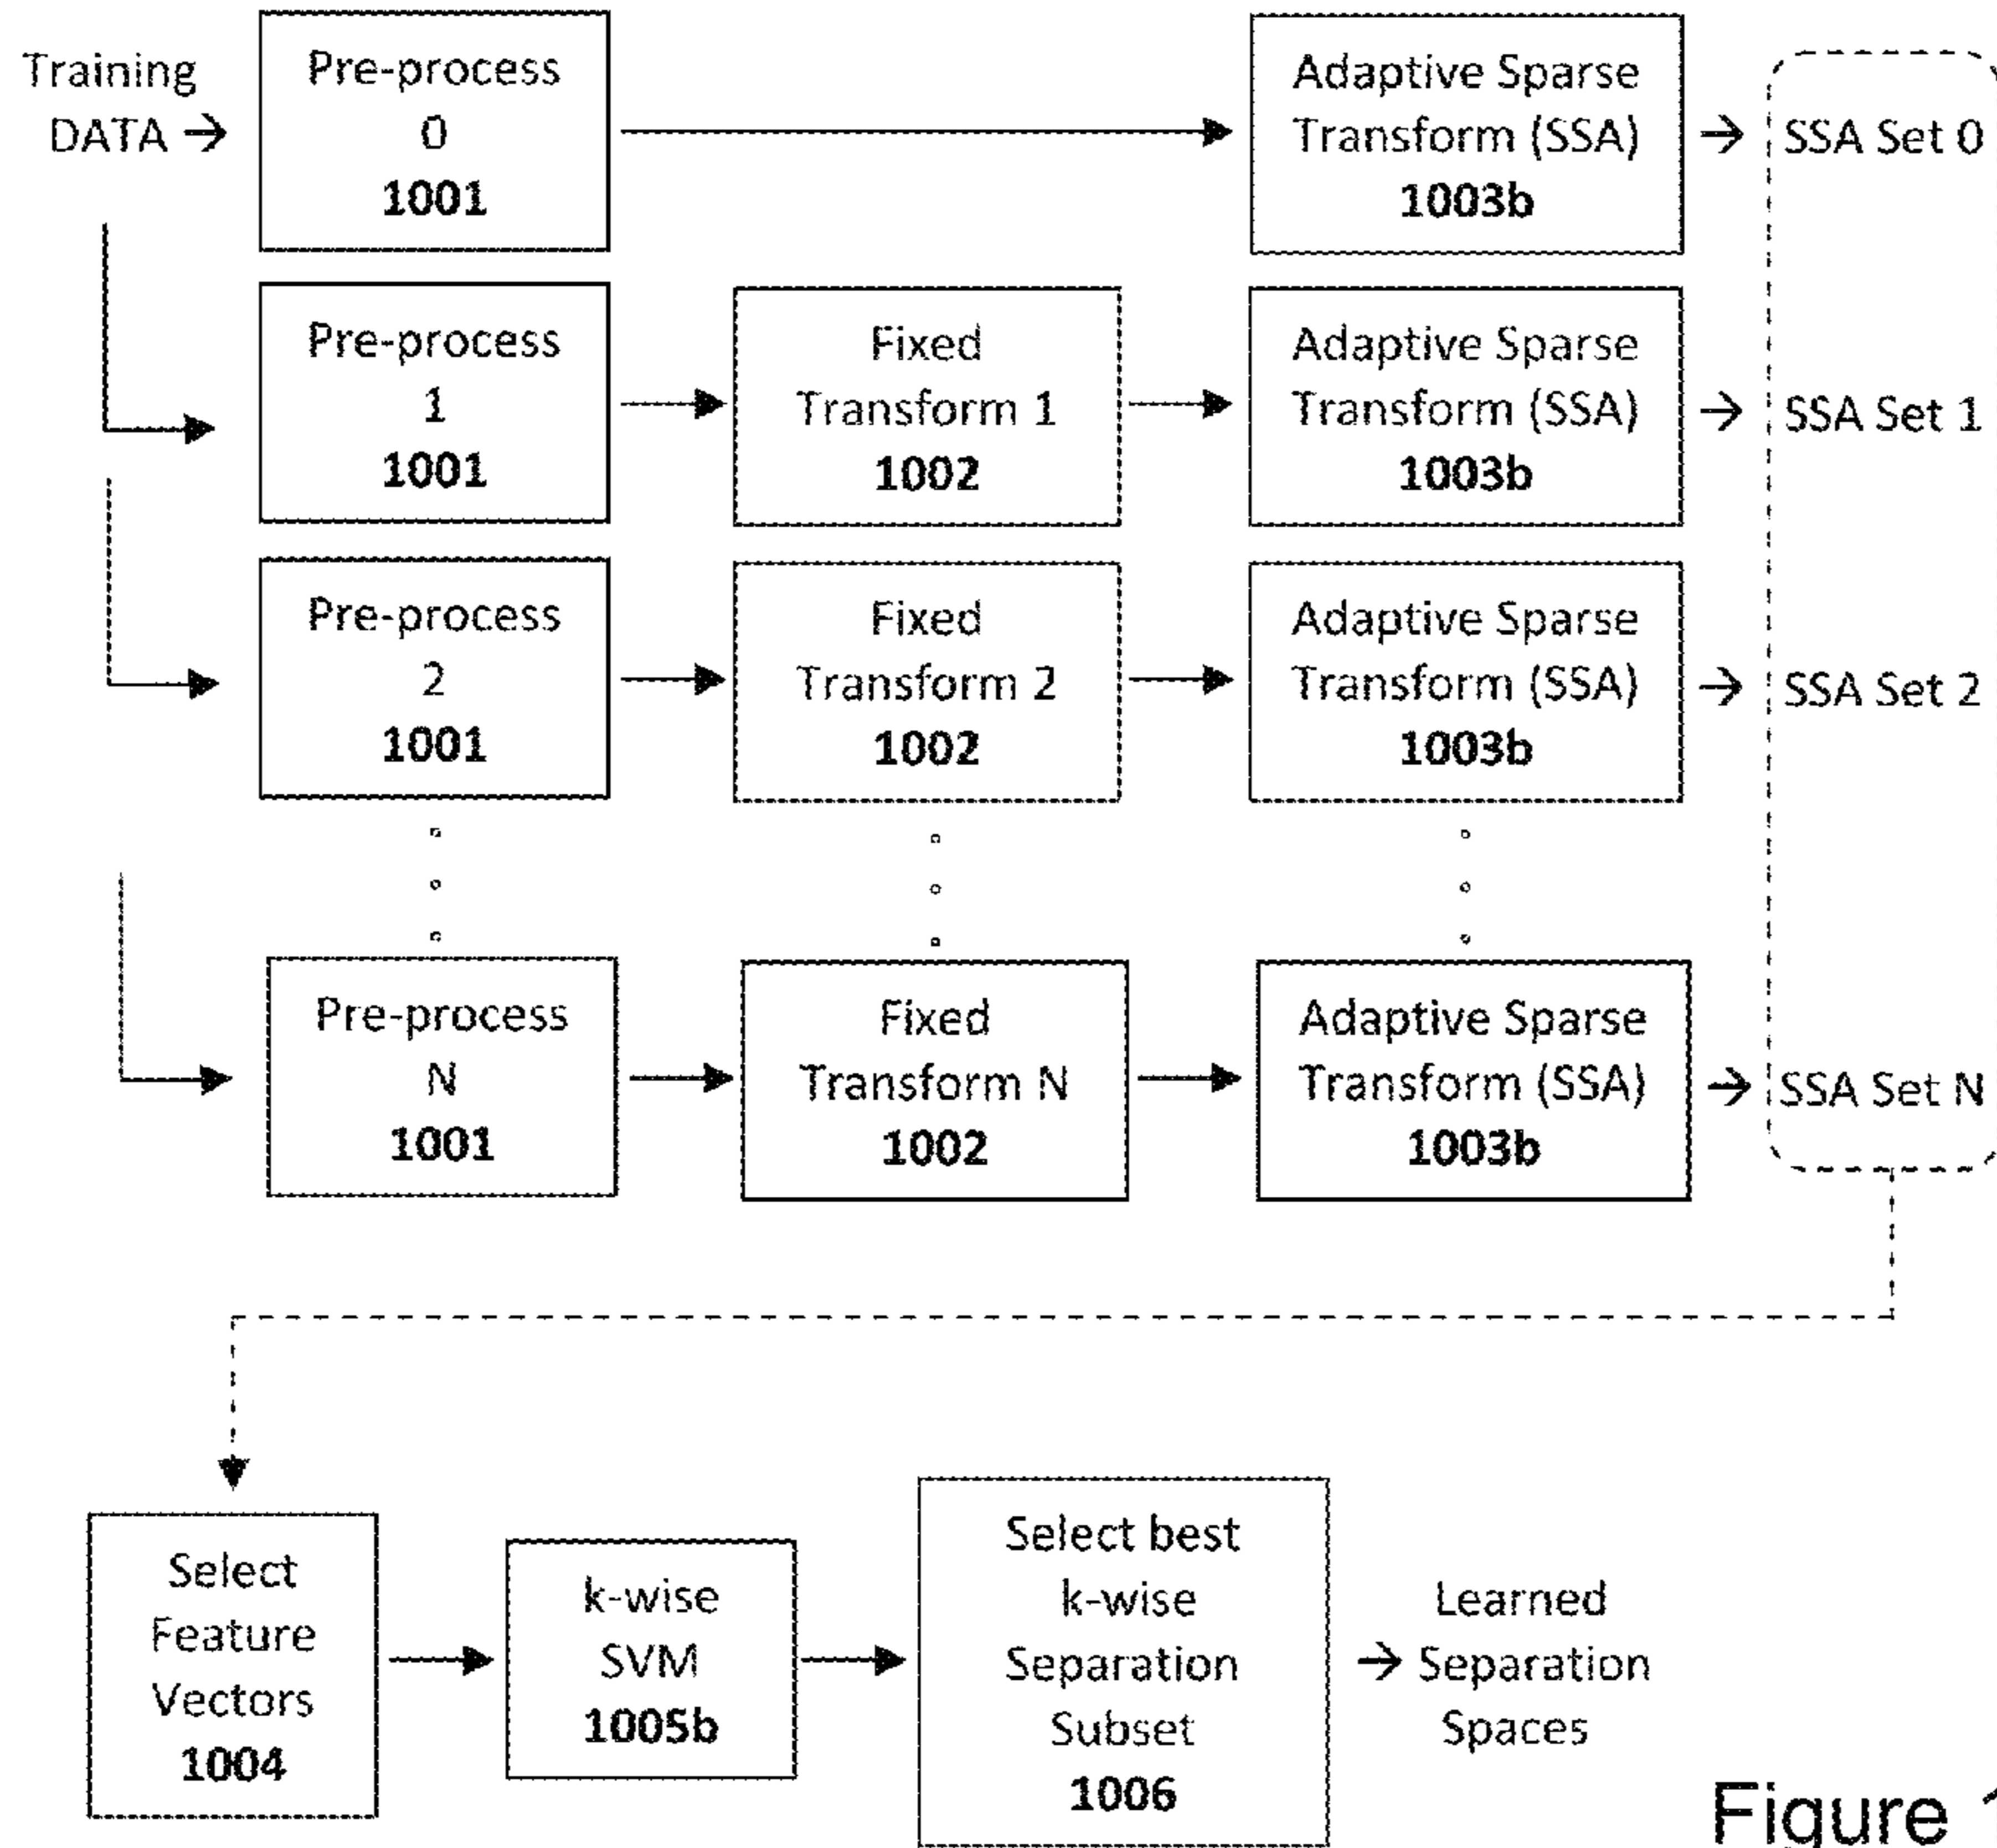 Training
DATA →
Pre-process
0
1001
Adaptive Sparse
Transform (SSA)
1003b
→ SSA Set 0
Pre-process
1
1001
Fixed
Transform 1
1002
Adaptive Sparse
Transform (SSA)
1003b
→ SSA Set 1
Pre-process
2
1001
Fixed
Transform 2
1002
Adaptive Sparse
Transform (SSA)
1003b
→ SSA Set 2
Pre-process
N
1001
Fixed
Transform N
1002
Adaptive Sparse
Transform (SSA)
1003b
→ SSA Set N
Select
Feature
Vectors
1004
k-wise
SVM
1005b
Select best
k-wise
Separation
Subset
1006
Learned
→ Separation
Spaces
Figure